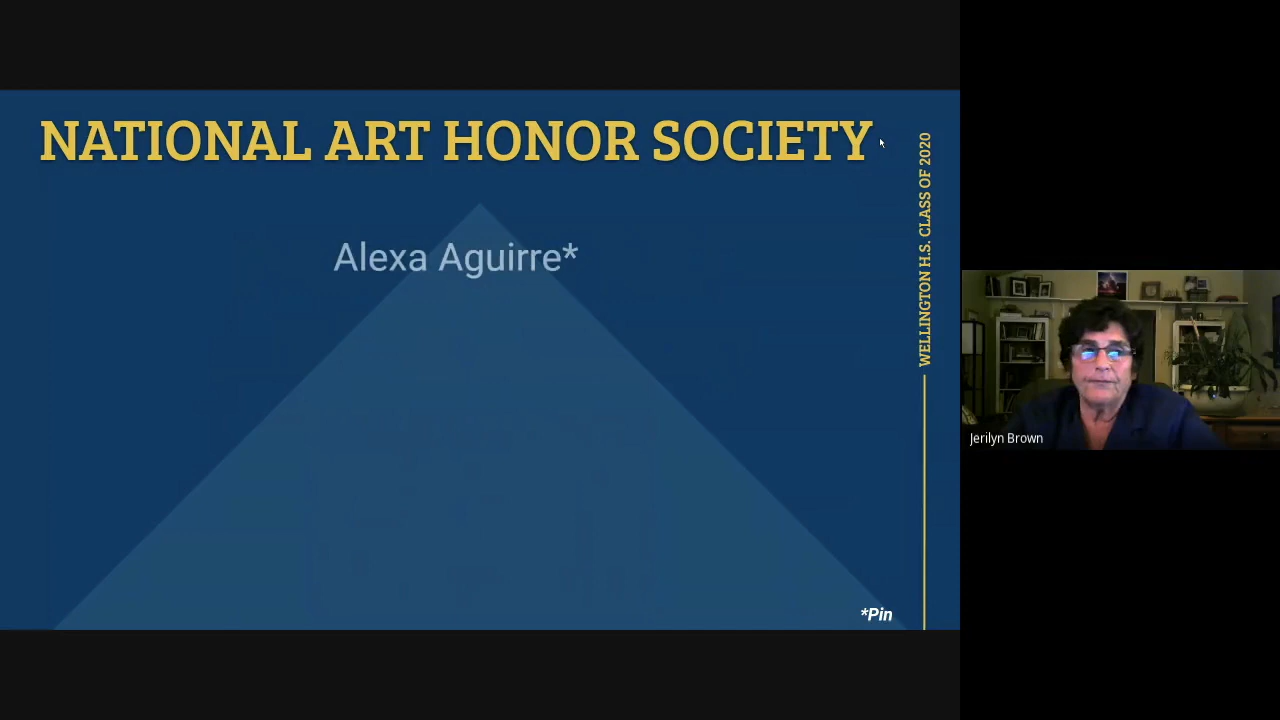 NATIONAL ART HONOR SOCIETY
Alexa Aguirre*
WELLINGTON H.S. CLASS OF 2020
*Pin
Jerilyn Brown